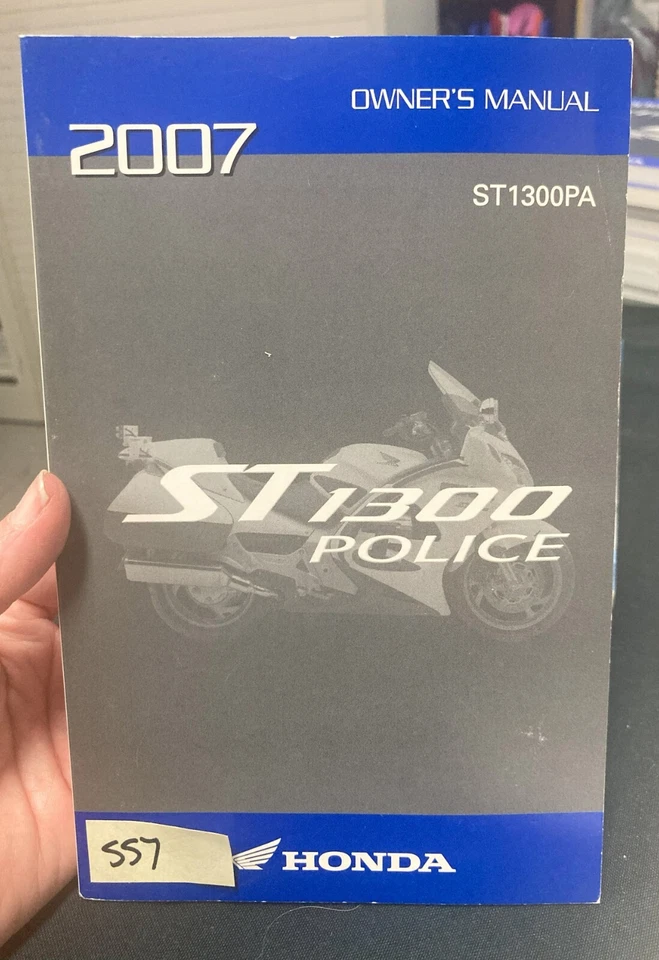 OWNER'S MANUAL
2007
ST1300PA
ST1300
POLICE
557
HONDA